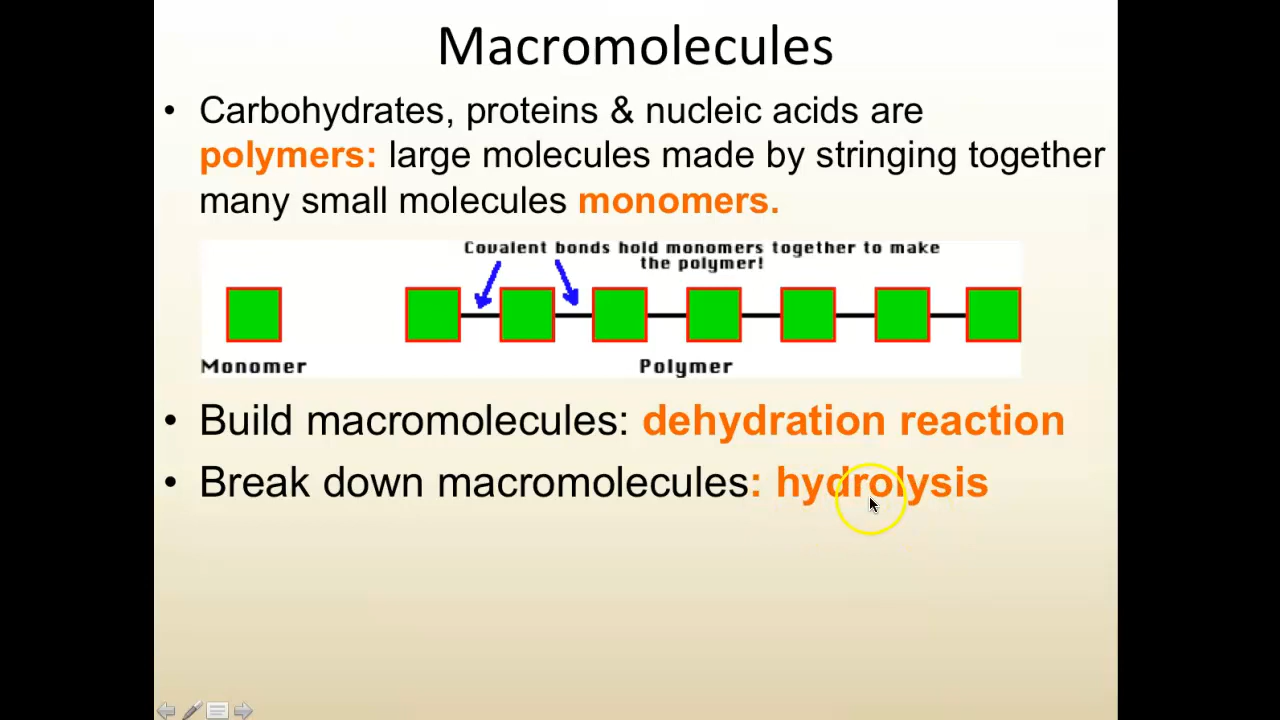 Macromolecules
• Carbohydrates, proteins & nucleic acids are
polymers: large molecules made by stringing together
many small molecules monomers.
Covalent bonds hold monomers together to make
the polymer!
Monomer
Polymer
• Build macromolecules: dehydration reaction
• Break down macromolecules: hydrolysis